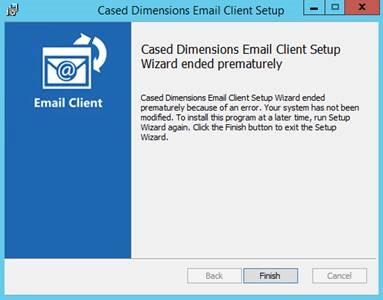 Cased Dimensions Email Client Setup
Cased Dimensions Email Client Setup
Wizard ended prematurely
Email Client
Cased Dimensions Email Client Setup Wizard ended
prematurely because of an error. Your system has not been
modified. To install this program at a later time, run Setup
Wizard again. Click the Finish button to exit the Setup
Wizard.
Back Finish Cancel